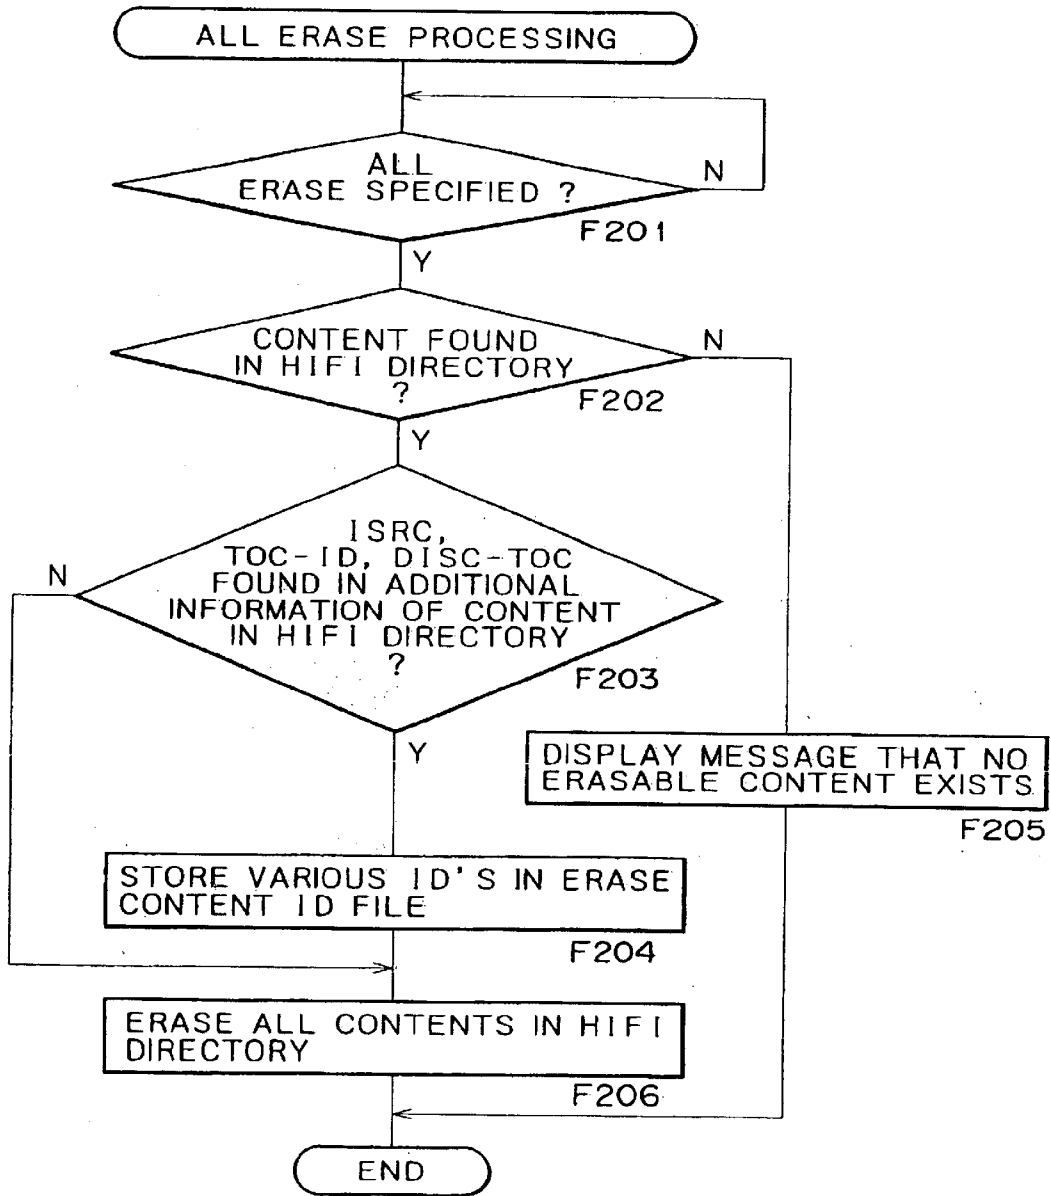 ALL ERASE PROCESSING
ALL
ERASE SPECIFIED ?
N
F201
Y
CONTENT FOUND
IN HIFI DIRECTORY
?
N
F202
Y
ISRC,
TOC-ID, DISC-TOC
FOUND IN ADDITIONAL
INFORMATION OF CONTENT
IN HIFI DIRECTORY
?
N
F203
Y
DISPLAY MESSAGE THAT NO
ERASABLE CONTENT EXISTS
F205
STORE VARIOUS ID'S IN ERASE
CONTENT ID FILE
F204
ERASE ALL CONTENTS IN HIFI
DIRECTORY
F206
END